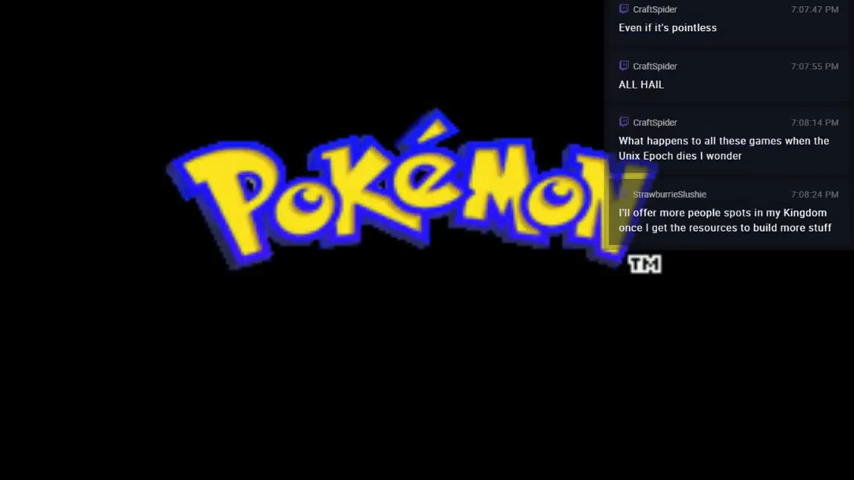 CraftSpider 7:07:47 PM
Even if it's pointless
CraftSpider 7:07:55 PM
ALL HAIL
CraftSpider 7:08:14 PM
What happens to all these games when the
Unix Epoch dies I wonder
StrawburrieSlushie 7:08:24 PM
I'll offer more people spots in my Kingdom
once I get the resources to build more stuff
POKéMON
TM